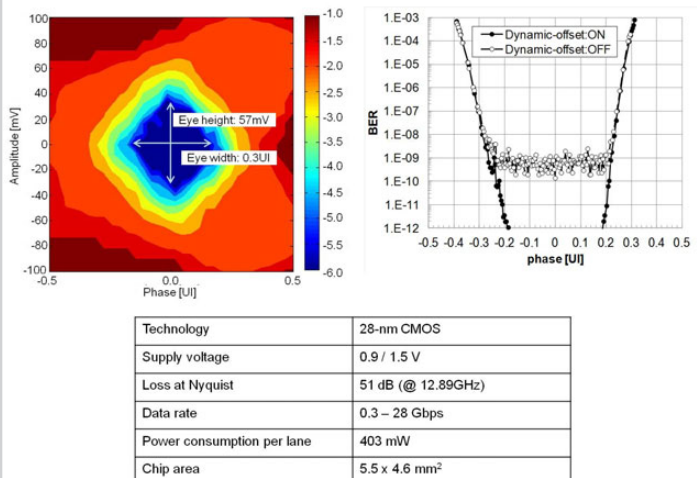 100
80
60
40
20
0
-20
-40
-60
-80
-100
Amplitude [mV]
-0.5
0.0
0.5
Phase [UI]
Eye height: 57mV
Eye width: 0.3UI
-1.0
-1.5
-2.0
-2.5
-3.0
-3.5
-4.0
-4.5
-5.0
-5.5
-6.0
1.E-03
1.E-04
1.E-05
1.E-06
1.E-07
1.E-08
1.E-09
1.E-10
1.E-11
1.E-12
BER
Dynamic-offset:ON
Dynamic-offset:OFF
-0.5 -0.4 -0.3 -0.2 -0.1 0 0.1 0.2 0.3 0.4 0.5
phase [UI]
Technology 28-nm CMOS
Supply voltage 0.9 / 1.5 V
Loss at Nyquist 51 dB (@ 12.89GHz)
Data rate 0.3 – 28 Gbps
Power consumption per lane 403 mW
Chip area 5.5 x 4.6 mm²